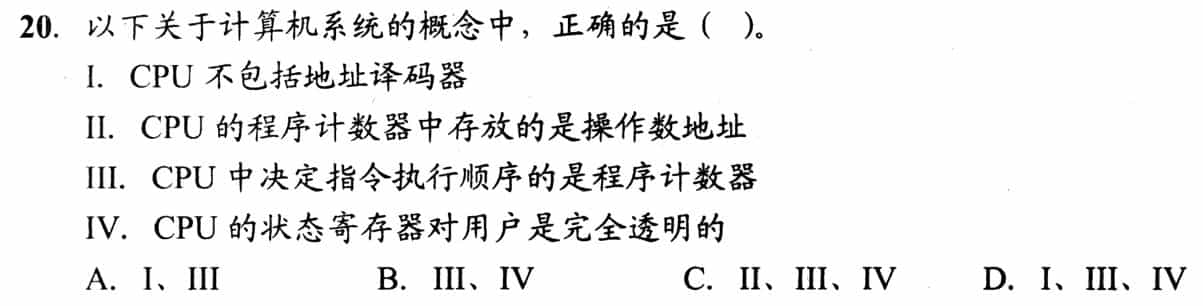 20. 以下关于计算机系统的概念中，正确的是（ ）。
I. CPU 不包括地址译码器
II. CPU 的程序计数器中存放的是操作数地址
III. CPU 中决定指令执行顺序的是程序计数器
IV. CPU 的状态寄存器对用户是完全透明的
A. I、III B. III、IV C. II、III、IV D. I、III、IV